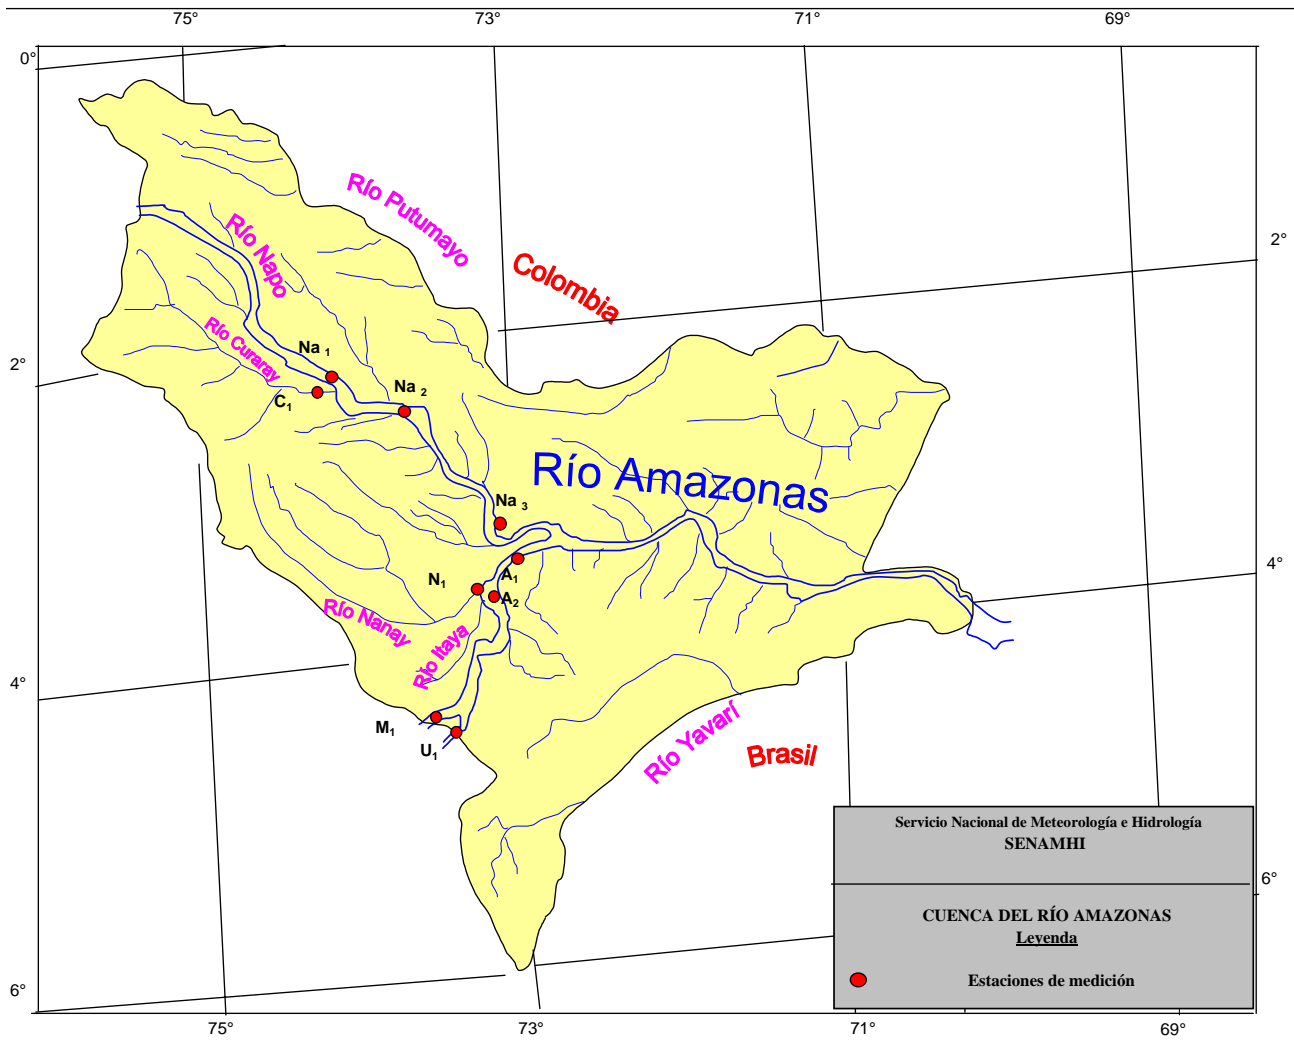 75°
73°
71°
69°
0°
Río Putumayo
Río Napo
2°
Colombia
Río Curaray
Na 1
2°
Na 2
C1
Río Amazonas
Na 3
4°
A1
N1
A2
Río Nanay
Río Itaya
4°
M1
U1
Río Yavarí
Brasil
Servicio Nacional de Meteorología e Hidrología
SENAMHI
6°
CUENCA DEL RÍO AMAZONAS
Leyenda
Estaciones de medición
6°
75°
73°
71°
69°